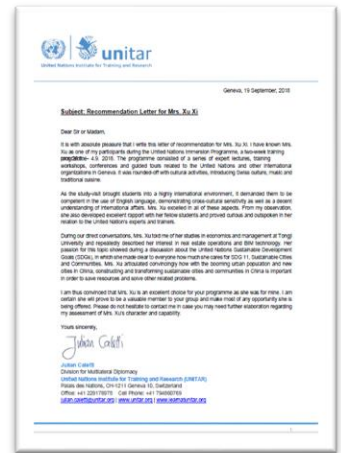 unitar
United Nations Institute for Training and Research
Geneva, 19 September, 2018
Subject: Recommendation Letter for Mrs. Xu Xi
Dear Sir or Madam,
It is with absolute pleasure that I write this letter of recommendation for Mrs. Xu Xi. I have known Mrs.
Xu as one of my participants during the United Nations Immersion Programme, a two-week training
4.9. 2018. The programme consisted of a series of expert lectures, training
workshops, conferences and guided tours related to the United Nations and other international
organizations in Geneva. It was rounded-off with cultural activities, introducing Swiss culture, music and
traditional cuisine.
As the study-visit brought students into a highly international environment, it demanded them to be
competent in the use of English language, demonstrating cross-cultural sensitivity as well as a decent
understanding of international affairs. Mrs. Xu excelled in all of these aspects. From my observation,
she also developed excellent rapport with her fellow students and proved curious and outspoken in her
relation to the United Nations experts and trainers.
During our direct conversations, Mrs. Xu told me of her studies in economics and management at Tongji
University and repeatedly described her interest in real estate operations and BIM technology. Her
passion for this topic showed during a discussion about the United Nations Sustainable Development
Goals (SDGs), in which she made clear to everyone how much she cares for SDG 11, Sustainable Cities
and Communities. Mrs. Xu articulated convincingly how with the booming urban population and new
cities in China, constructing and transforming sustainable cities and communities in China is important
in order to save resources and solve other related problems.
I am thus convinced that Mrs. Xu is an excellent choice for your programme as she was for mine. I am
certain she will prove to be a valuable member to your group and make most of any opportunity she is
being offered. Please do not hesitate to contact me in case you may need further elaboration regarding
my assessment of Mrs. Xu's character and capability.
Yours sincerely,
Julian Caletti
Julian Caletti
Division for Multilateral Diplomacy
United Nations Institute for Training and Research (UNITAR)
Palais des Nations, CH-1211 Geneva 10, Switzerland